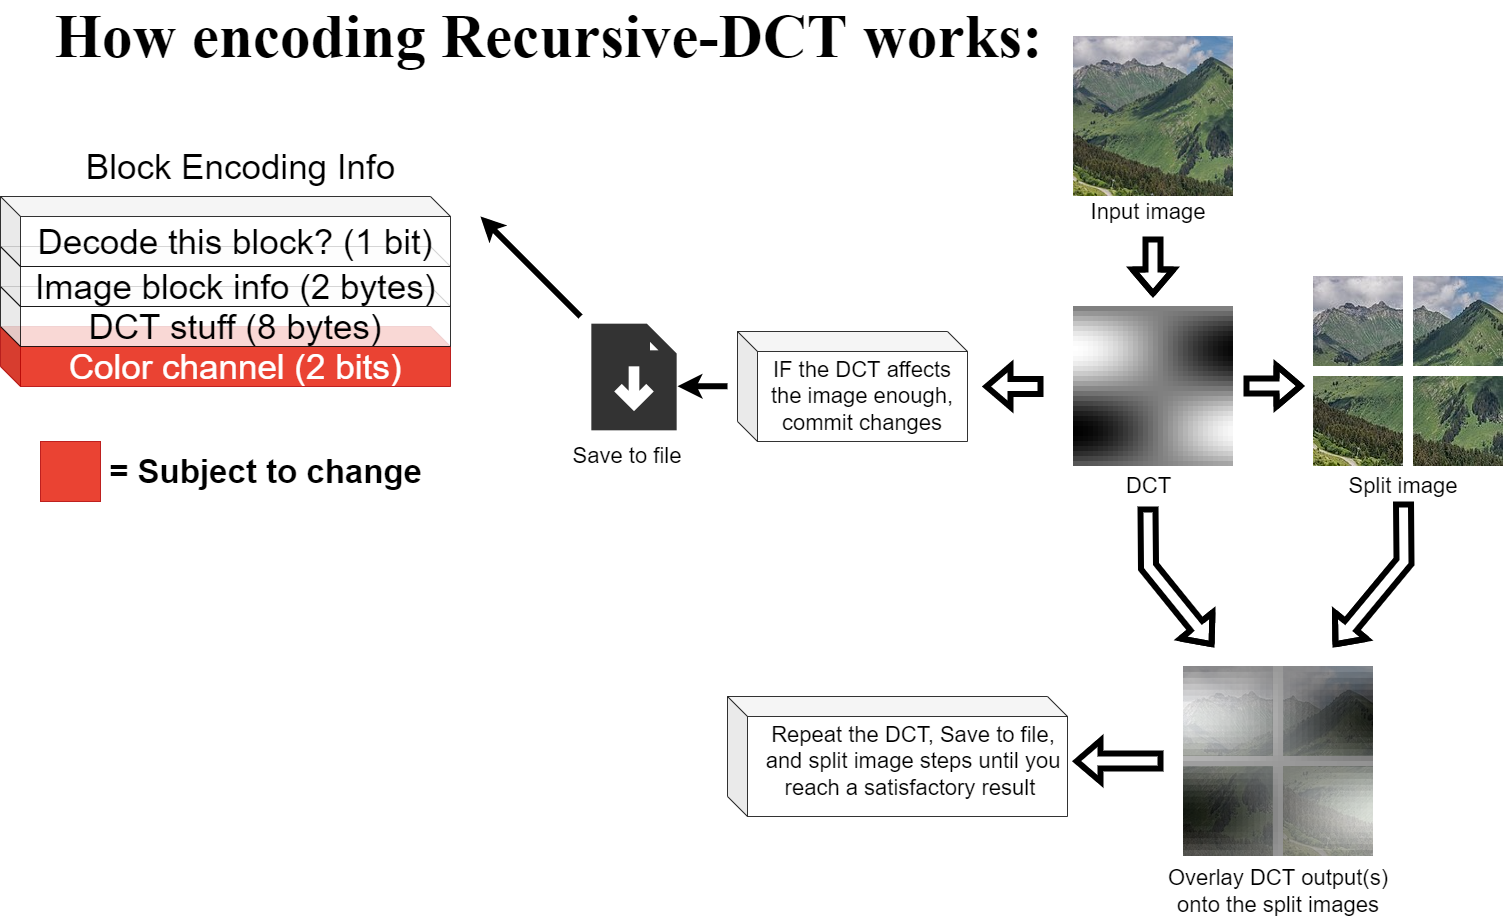 How encoding Recursive-DCT works:
Block Encoding Info
Decode this block? (1 bit)
Image block info (2 bytes)
DCT stuff (8 bytes)
Color channel (2 bits)
= Subject to change
Input image
IF the DCT affects
the image enough,
commit changes
Save to file
DCT
Split image
Repeat the DCT, Save to file,
and split image steps until you
reach a satisfactory result
Overlay DCT output(s)
onto the split images